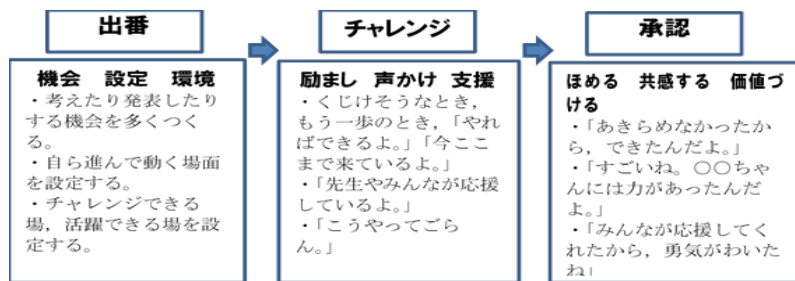 出番
機会　設定　環境
・考えたり発表したり
する機会を多くつく
る。
・自ら進んで動く場面
を設定する。
・チャレンジできる
場，活躍できる場を設
定する。
チャレンジ
励まし　声かけ　支援
・くじけそうなとき，
もう一歩のとき，「やれ
ばできるよ。」「今ここ
まで来ているよ。」
・「先生やみんなが応援
しているよ。」
・「こうやってごら
ん。」
承認
ほめる　共感する　価値づ
ける
・「あきらめなかったか
ら，できたんだよ。」
・「すごいね。〇〇ちゃ
んには力があったんだ
よ。」
・「みんなが応援してく
れたから，勇気がわいた
ね」